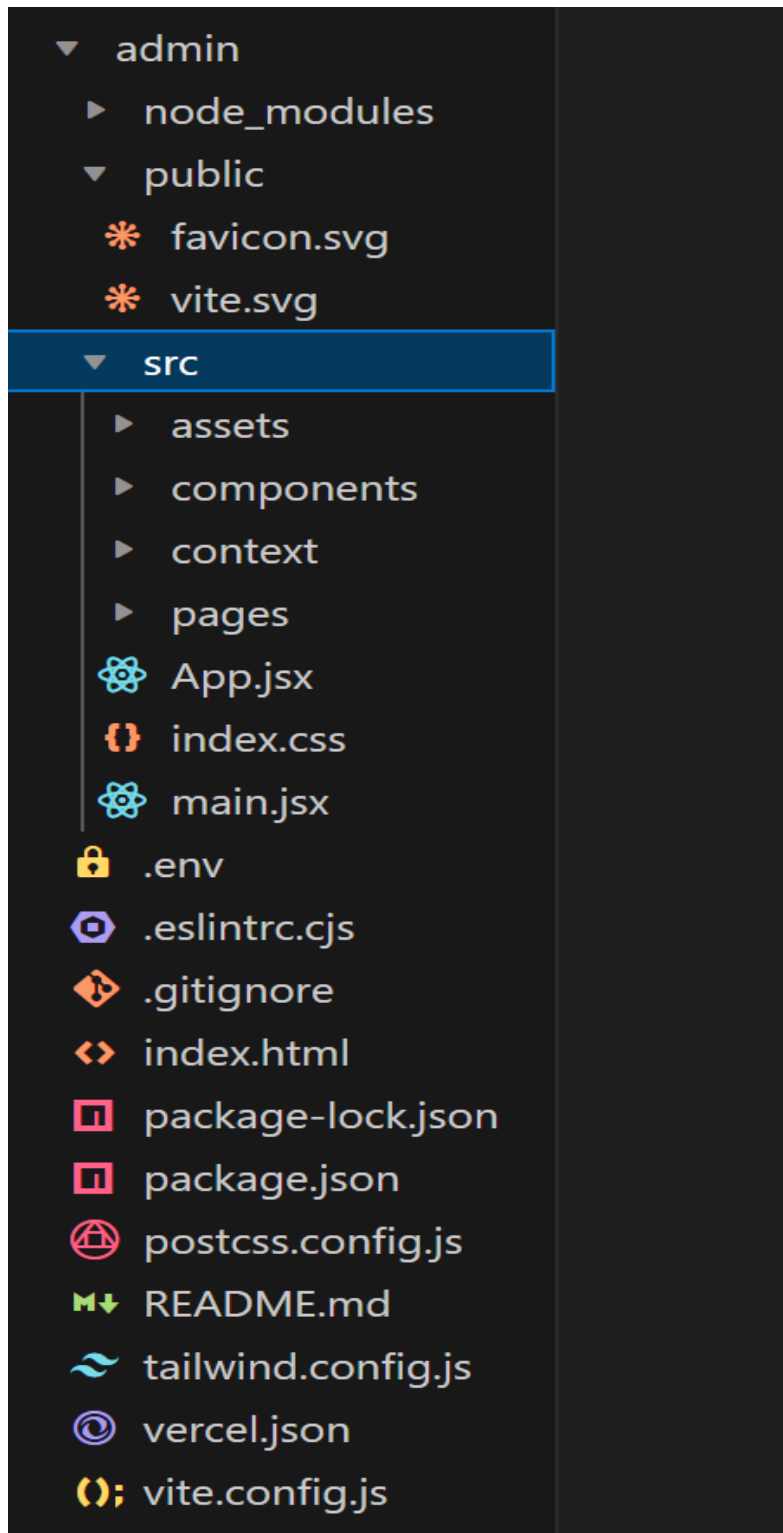 admin
node_modules
public
favicon.svg
vite.svg
src
assets
components
context
pages
App.jsx
index.css
main.jsx
.env
.eslintrc.cjs
.gitignore
index.html
package-lock.json
package.json
postcss.config.js
README.md
tailwind.config.js
vercel.json
vite.config.js